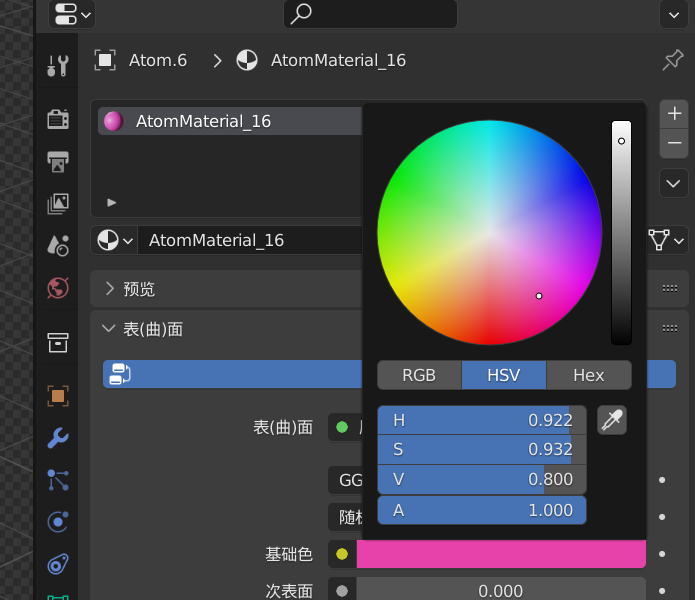 Atom.6 AtomMaterial_16
AtomMaterial_16
AtomMaterial_16
预览
表(曲)面
RGB HSV Hex
H 0.922
表(曲)面
S 0.932
GG
V 0.800
随机
A 1.000
基础色
次表面 0.000